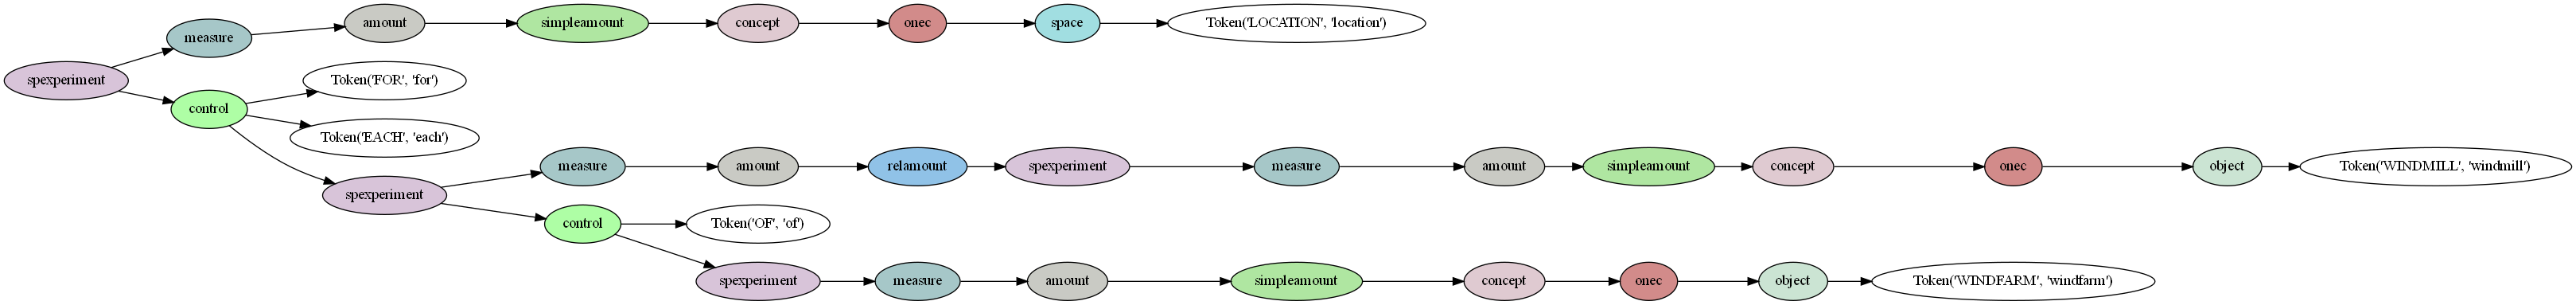 measure amount simpleamount concept onec space Token('LOCATION', 'location')
spexperiment Token('FOR', 'for')
control
Token('EACH', 'each')
measure amount relamount spexperiment measure amount simpleamount concept onec object Token('WINDMILL', 'windmill')
spexperiment
control Token('OF', 'of')
spexperiment measure amount simpleamount concept onec object Token('WINDFARM', 'windfarm')